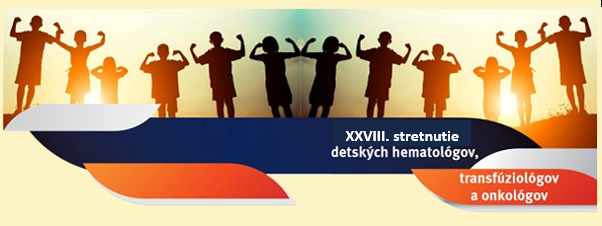 XXVIII. stretnutie
detských hematológov,
transfúziológov
a onkológov